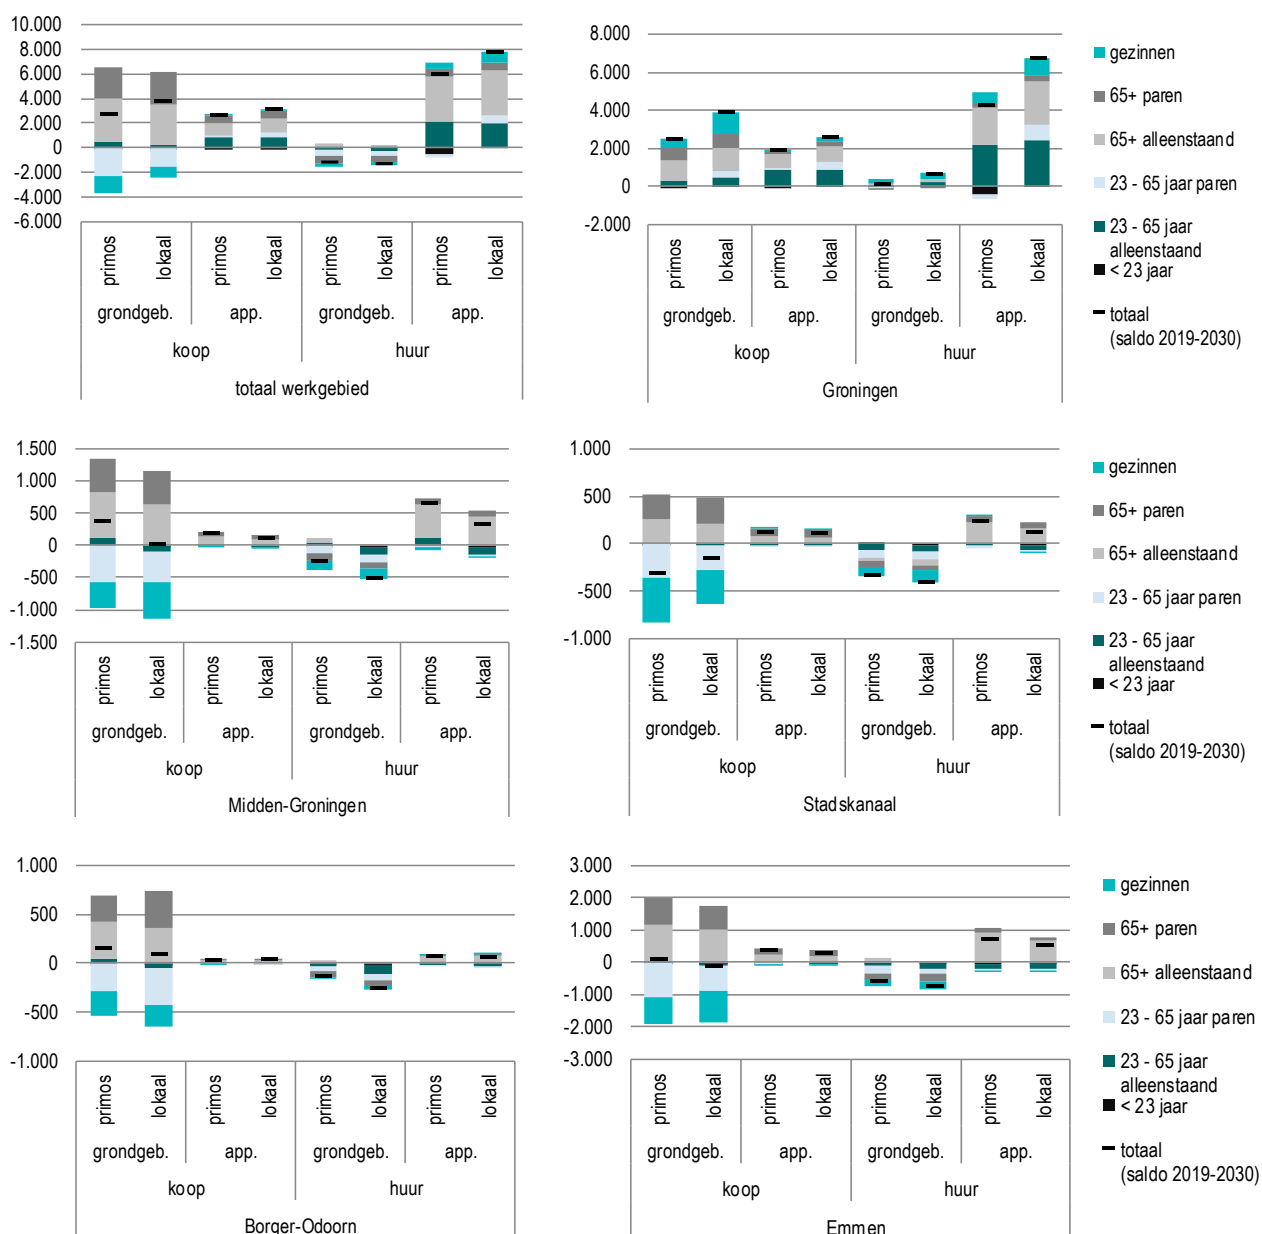 10.000
8.000
6.000
4.000
2.000
0
-2.000
-4.000
-6.000
primos
lokaal
primos
lokaal
primos
lokaal
primos
lokaal
grondgeb.
app.
grondgeb.
app.
koop
huur
totaal werkgebied
8.000
6.000
4.000
2.000
0
-2.000
primos
lokaal
primos
lokaal
primos
lokaal
primos
lokaal
grondgeb.
app.
grondgeb.
app.
koop
huur
Groningen
gezinnen
65+ paren
65+ alleenstaand
23 - 65 jaar paren
23 - 65 jaar
alleenstaand
< 23 jaar
totaal
(saldo 2019-2030)
1.500
1.000
500
0
-500
-1.000
-1.500
primos
lokaal
primos
lokaal
primos
lokaal
primos
lokaal
grondgeb.
app.
grondgeb.
app.
koop
huur
Midden-Groningen
1.000
500
0
-500
-1.000
primos
lokaal
primos
lokaal
primos
lokaal
primos
lokaal
grondgeb.
app.
grondgeb.
app.
koop
huur
Stadskanaal
gezinnen
65+ paren
65+ alleenstaand
23 - 65 jaar paren
23 - 65 jaar
alleenstaand
< 23 jaar
totaal
(saldo 2019-2030)
1.000
500
0
-500
-1.000
primos
lokaal
primos
lokaal
primos
lokaal
primos
lokaal
grondgeb.
app.
grondgeb.
app.
koop
huur
Borger-Odoorn
3.000
2.000
1.000
0
-1.000
-2.000
-3.000
primos
lokaal
primos
lokaal
primos
lokaal
primos
lokaal
grondgeb.
app.
grondgeb.
app.
koop
huur
Emmen
gezinnen
65+ paren
65+ alleenstaand
23 - 65 jaar paren
23 - 65 jaar
alleenstaand
< 23 jaar
totaal
(saldo 2019-2030)